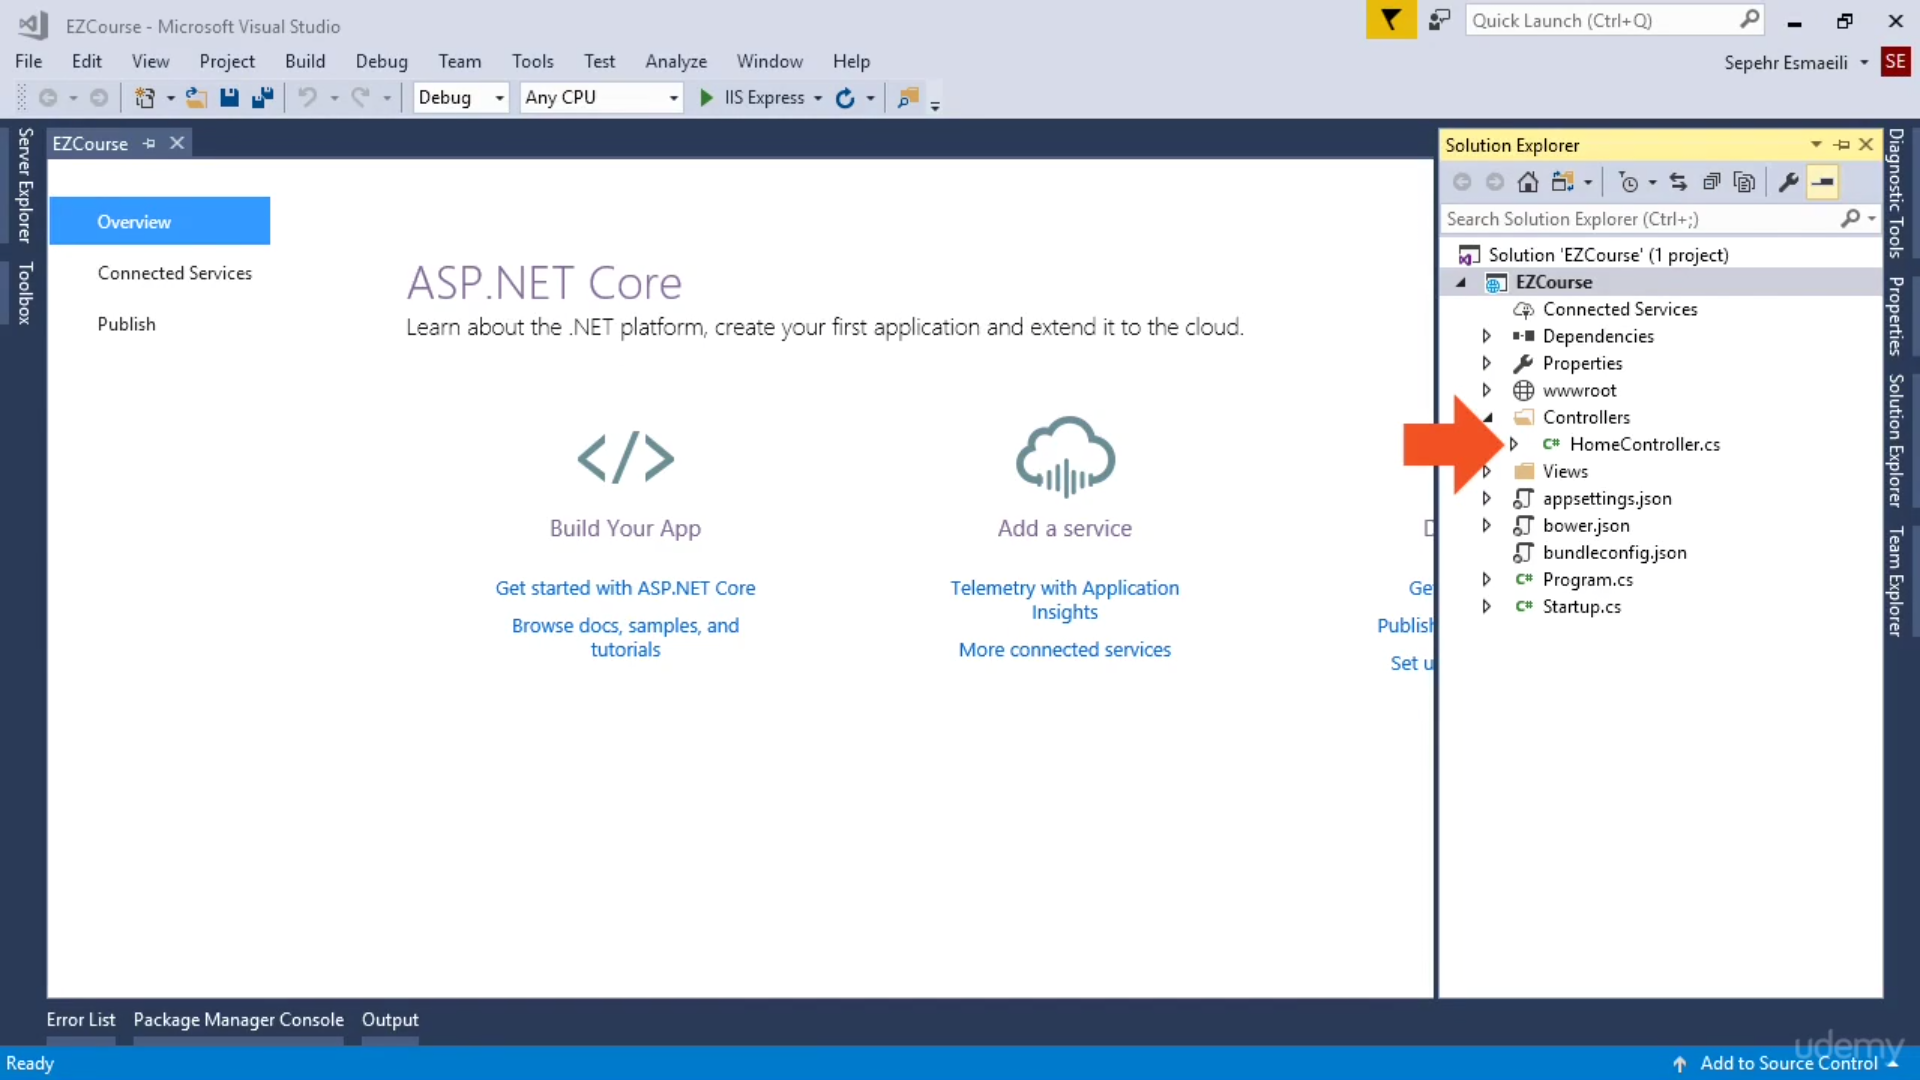 EZCourse - Microsoft Visual Studio
Quick Launch (Ctrl+Q)
File Edit View Project Build Debug Team Tools Test Analyze Window Help
Sepehr Esmaeili SE
Debug Any CPU IIS Express
Server Explorer
Toolbox
EZCourse
Overview
Connected Services
Publish
ASP.NET Core
Learn about the .NET platform, create your first application and extend it to the cloud.
Build Your App
Get started with ASP.NET Core
Browse docs, samples, and
tutorials
Add a service
Telemetry with Application
Insights
More connected services
D
Ge
Publish
Set u
Solution Explorer
Search Solution Explorer (Ctrl+;)
Solution 'EZCourse' (1 project)
EZCourse
Connected Services
Dependencies
Properties
wwwroot
Controllers
C# HomeController.cs
Views
appsettings.json
bower.json
bundleconfig.json
C# Program.cs
C# Startup.cs
Diagnostic Tools
Properties
Solution Explorer
Team Explorer
Error List Package Manager Console Output
Ready
Add to Source Control
udemy